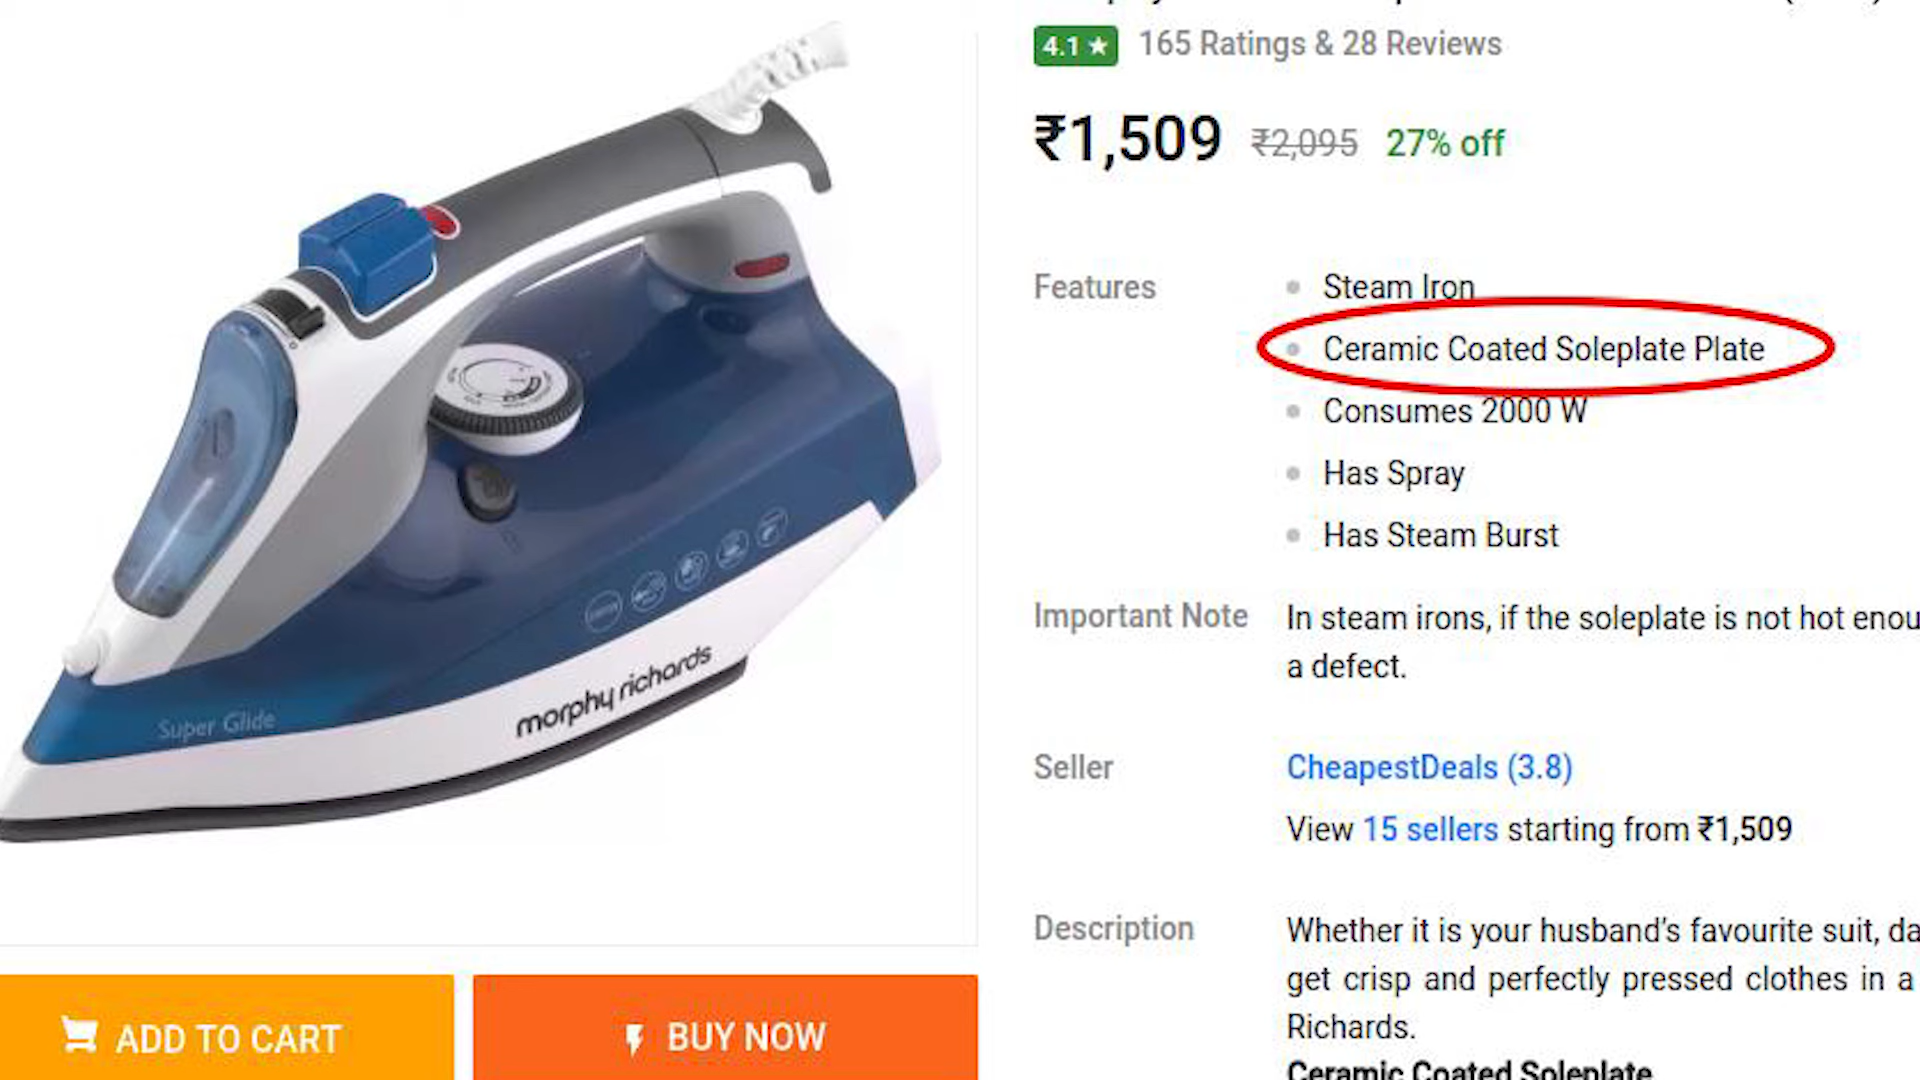 4.1 ★ 165 Ratings & 28 Reviews
₹1,509 ₹2,095 27% off
Features
Steam Iron
Ceramic Coated Soleplate Plate
Consumes 2000 W
Has Spray
Has Steam Burst
Important Note In steam irons, if the soleplate is not hot enou
a defect.
Seller CheapestDeals (3.8)
View 15 sellers starting from ₹1,509
Description Whether it is your husband’s favourite suit, da
get crisp and perfectly pressed clothes in a
Richards.
Ceramic Coated Soleplate
Super Glide
morphy richards
ADD TO CART
BUY NOW